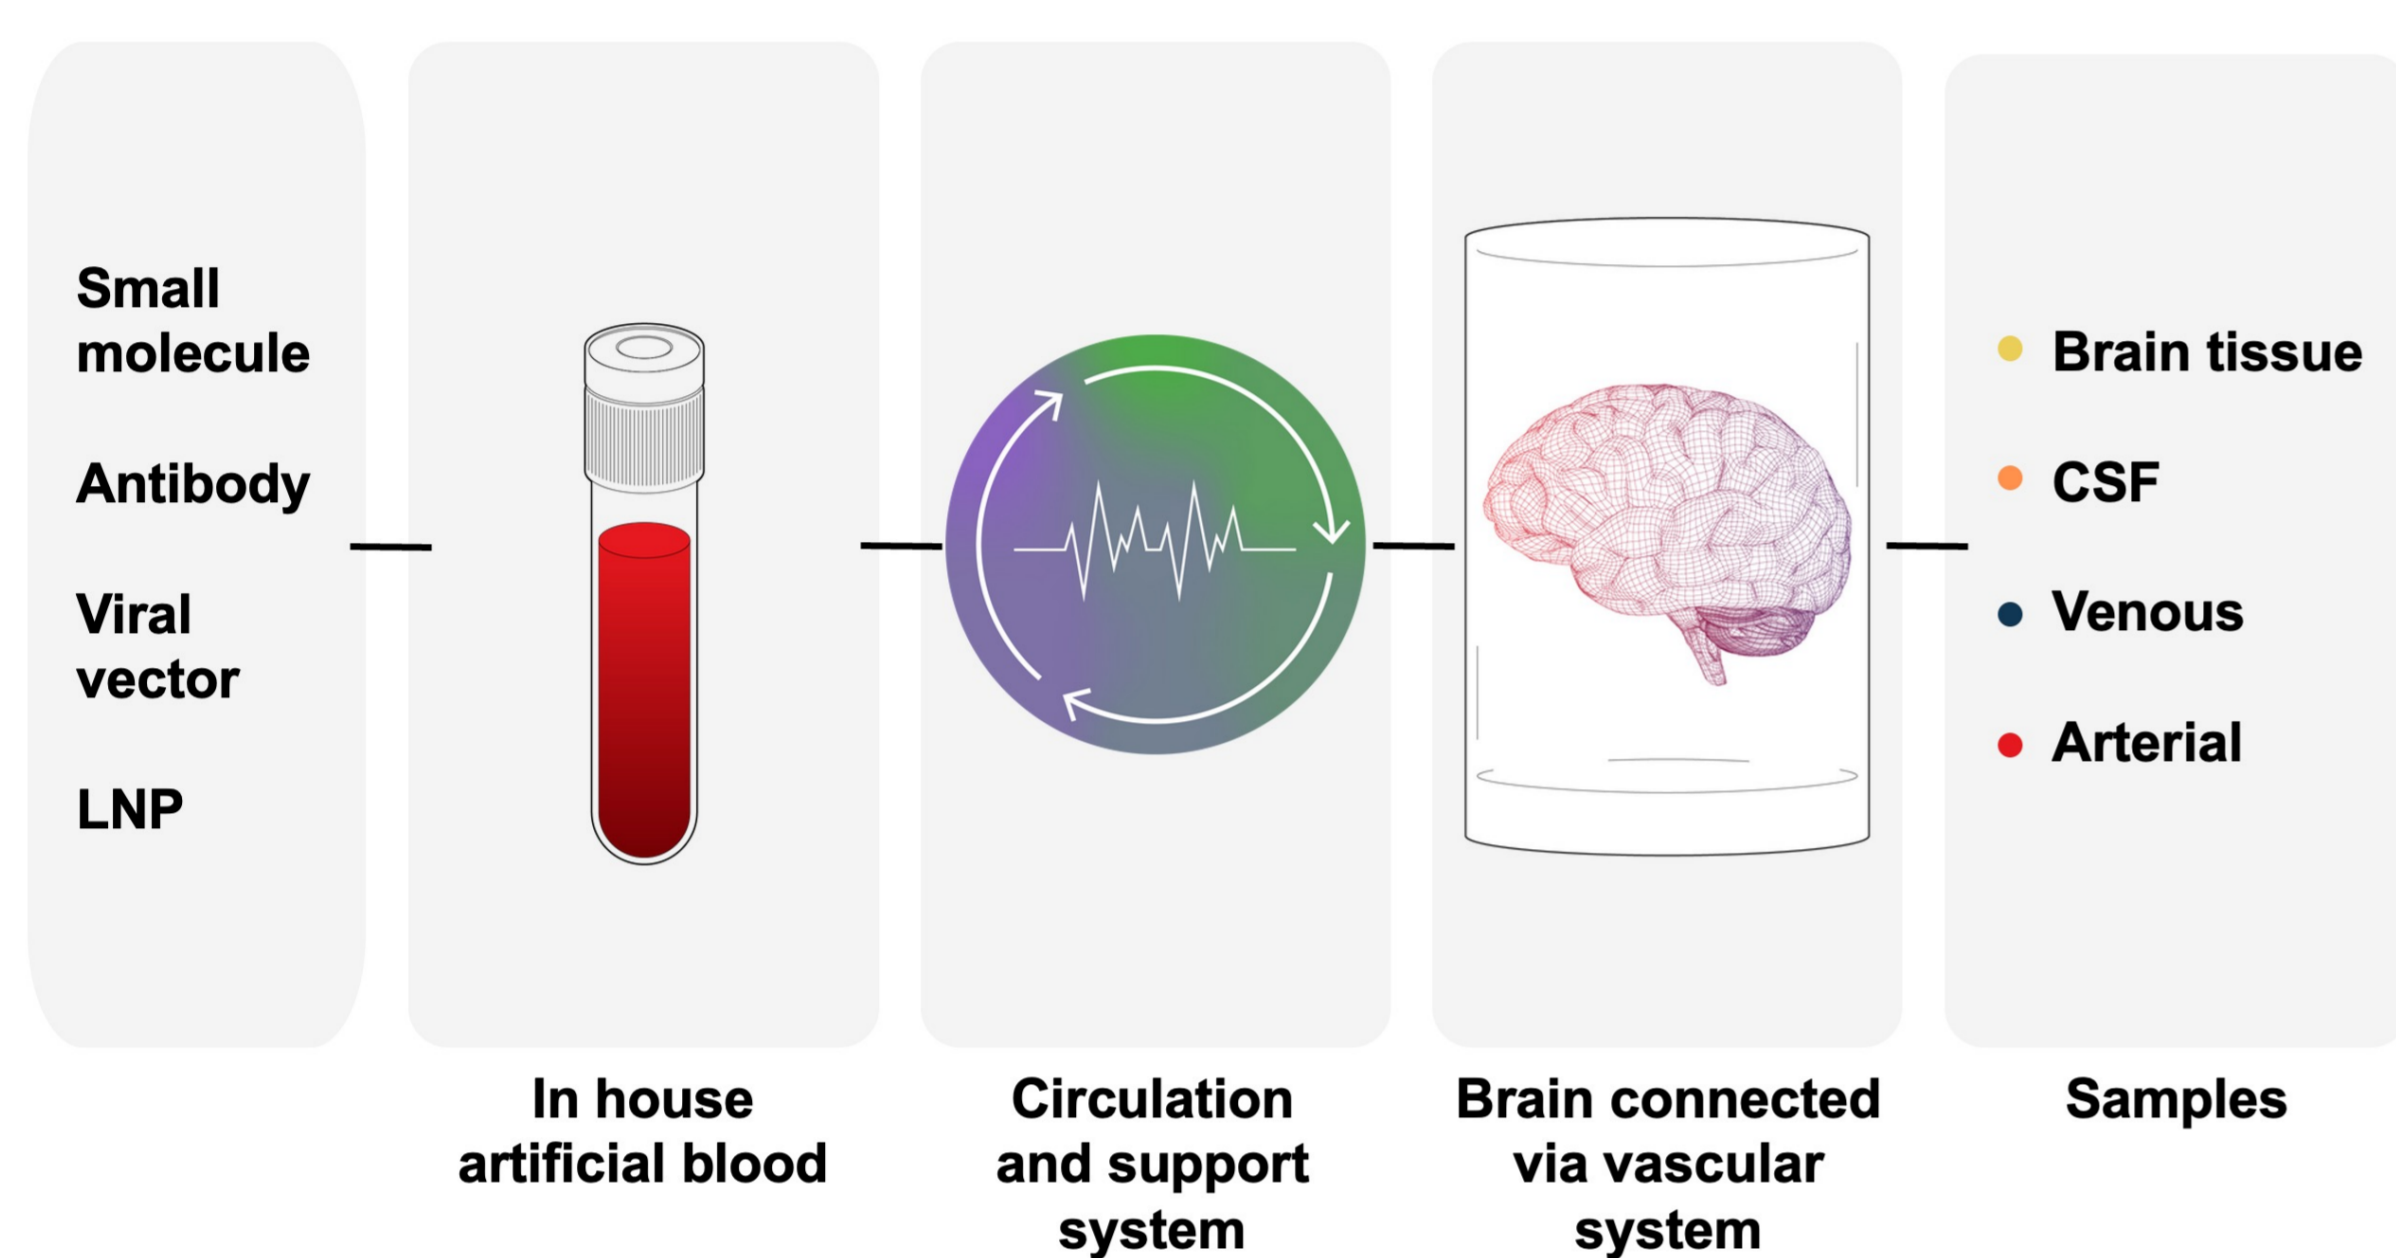 Small
molecule
Antibody
Viral
vector
LNP
In house
artificial blood
Circulation
and support
system
Brain connected
via vascular
system
Brain tissue
CSF
Venous
Arterial
Samples